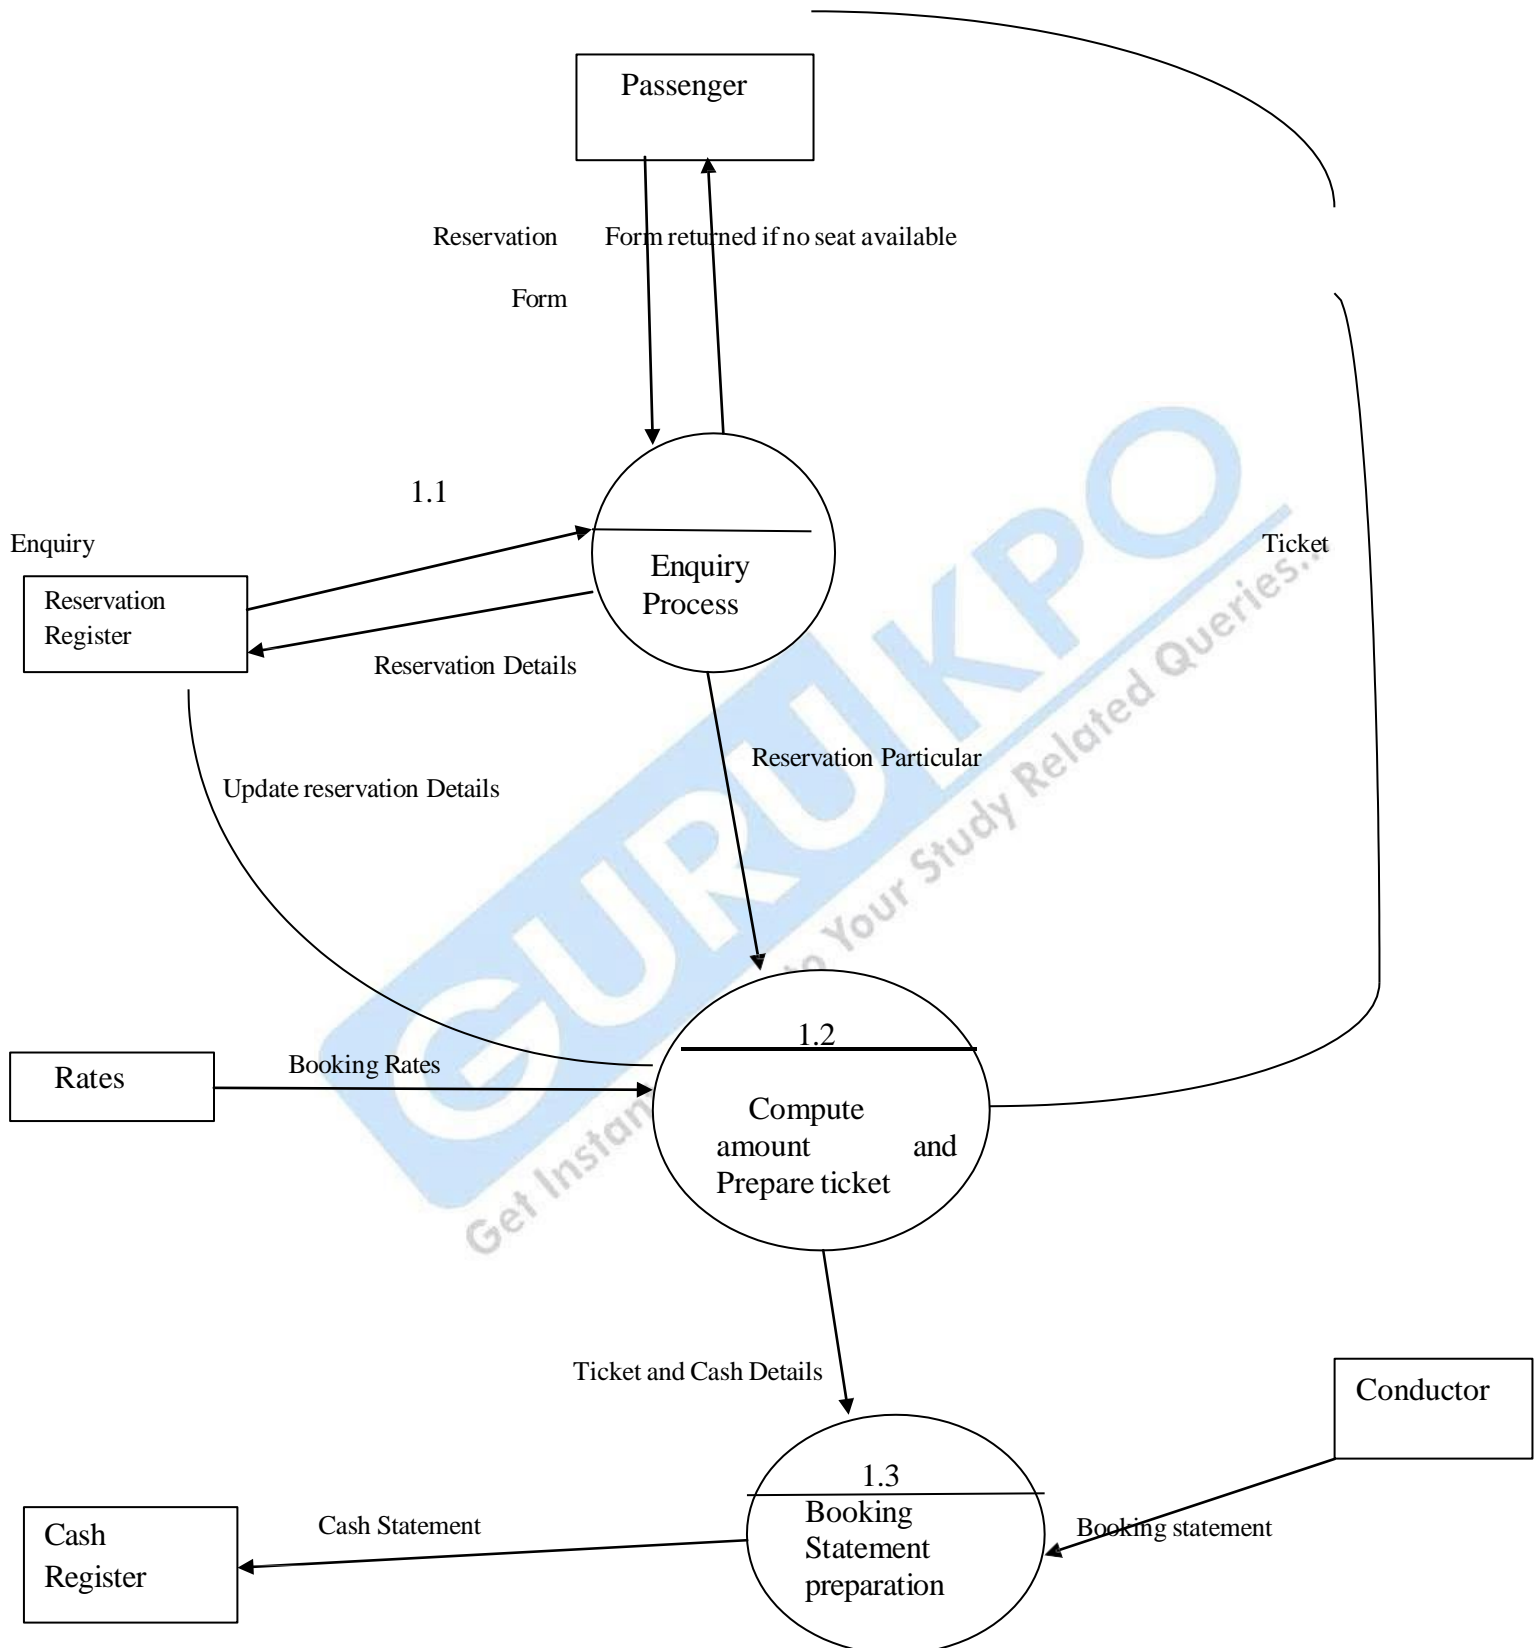 Passenger
Reservation Form returned if no seat available
Form
1.1
Enquiry
Ticket
Reservation
Register
Enquiry
Process
Reservation Details
Reservation Particular
Update reservation Details
1.2
Rates
Booking Rates
Compute
amount and
Prepare ticket
Ticket and Cash Details
Conductor
1.3
Booking
Statement
preparation
Cash Statement
Booking statement
Cash
Register
GURUKPO
Get Instan to Your Study Related Queries...